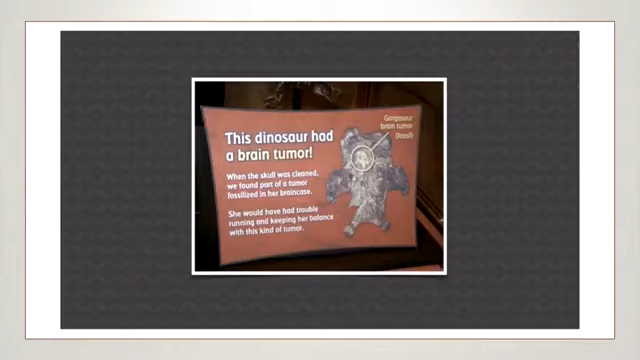 This dinosaur had
a brain tumor!
When the skull was cleaned,
we found part of a tumor
fossilized in her braincase.
She would have had trouble
running and keeping her balance
with this kind of tumor.
Gorgosaur
brain tumor
(fossil)